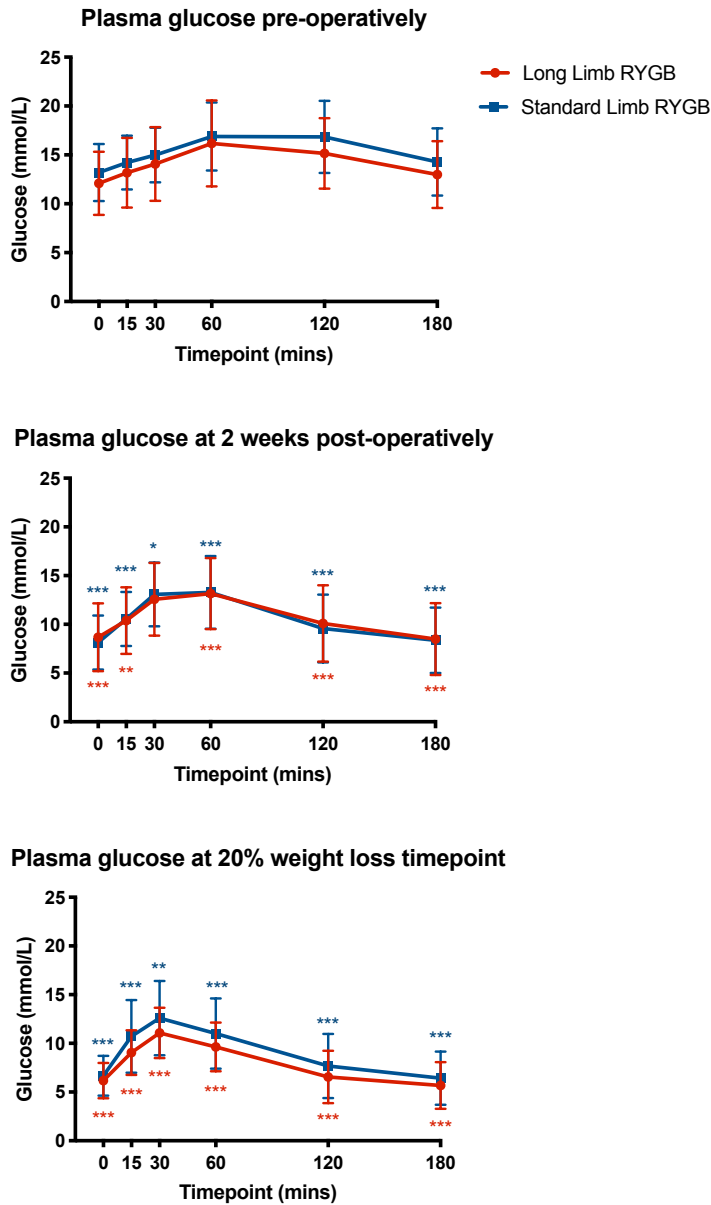 Plasma glucose pre-operatively
25
20
15
10
5
0
Glucose (mmol/L)
0 15 30 60 120 180
Timepoint (mins)
Long Limb RYGB
Standard Limb RYGB
Plasma glucose at 2 weeks post-operatively
25
20
15
10
5
0
Glucose (mmol/L)
*** *** * *** *** ***
*** ** *** *** ***
0 15 30 60 120 180
Timepoint (mins)
Plasma glucose at 20% weight loss timepoint
25
20
15
10
5
0
Glucose (mmol/L)
*** *** ** *** *** ***
*** *** *** *** *** ***
0 15 30 60 120 180
Timepoint (mins)